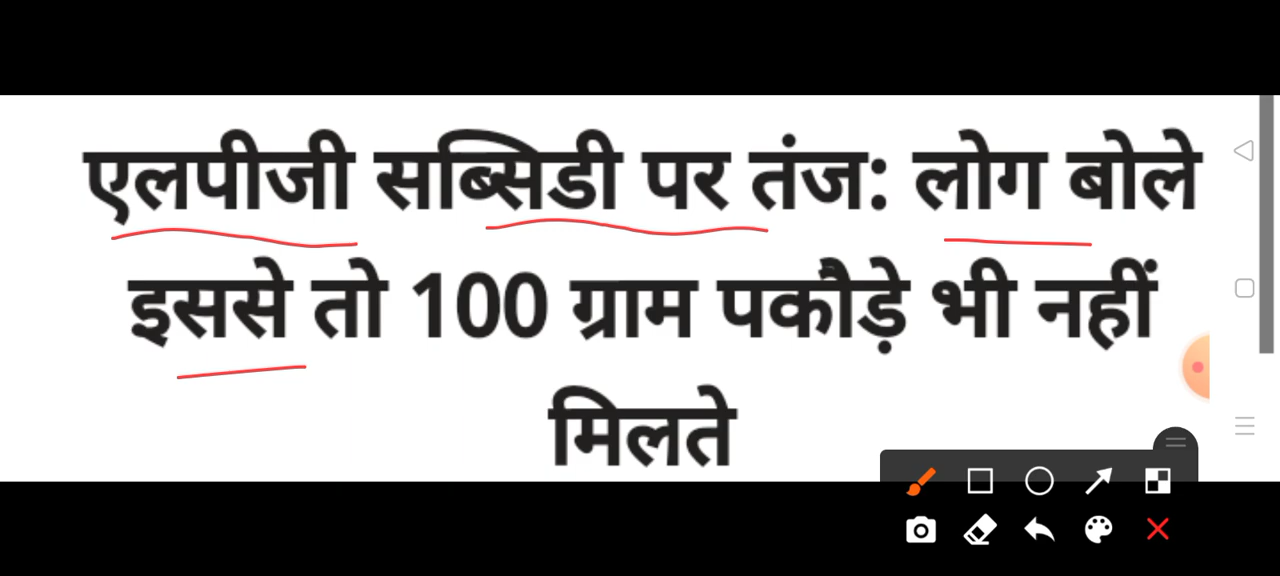 एलपीजी सब्सिडी पर तंज: लोग बोले
इससे तो 100 ग्राम पकौड़े भी नहीं
मिलते